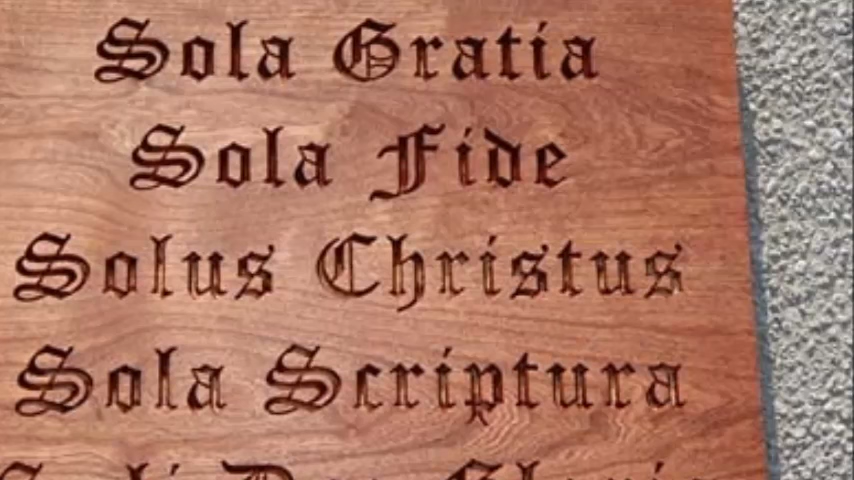 Sola Gratia
Sola Fide
Solus Christus
Sola Scriptura